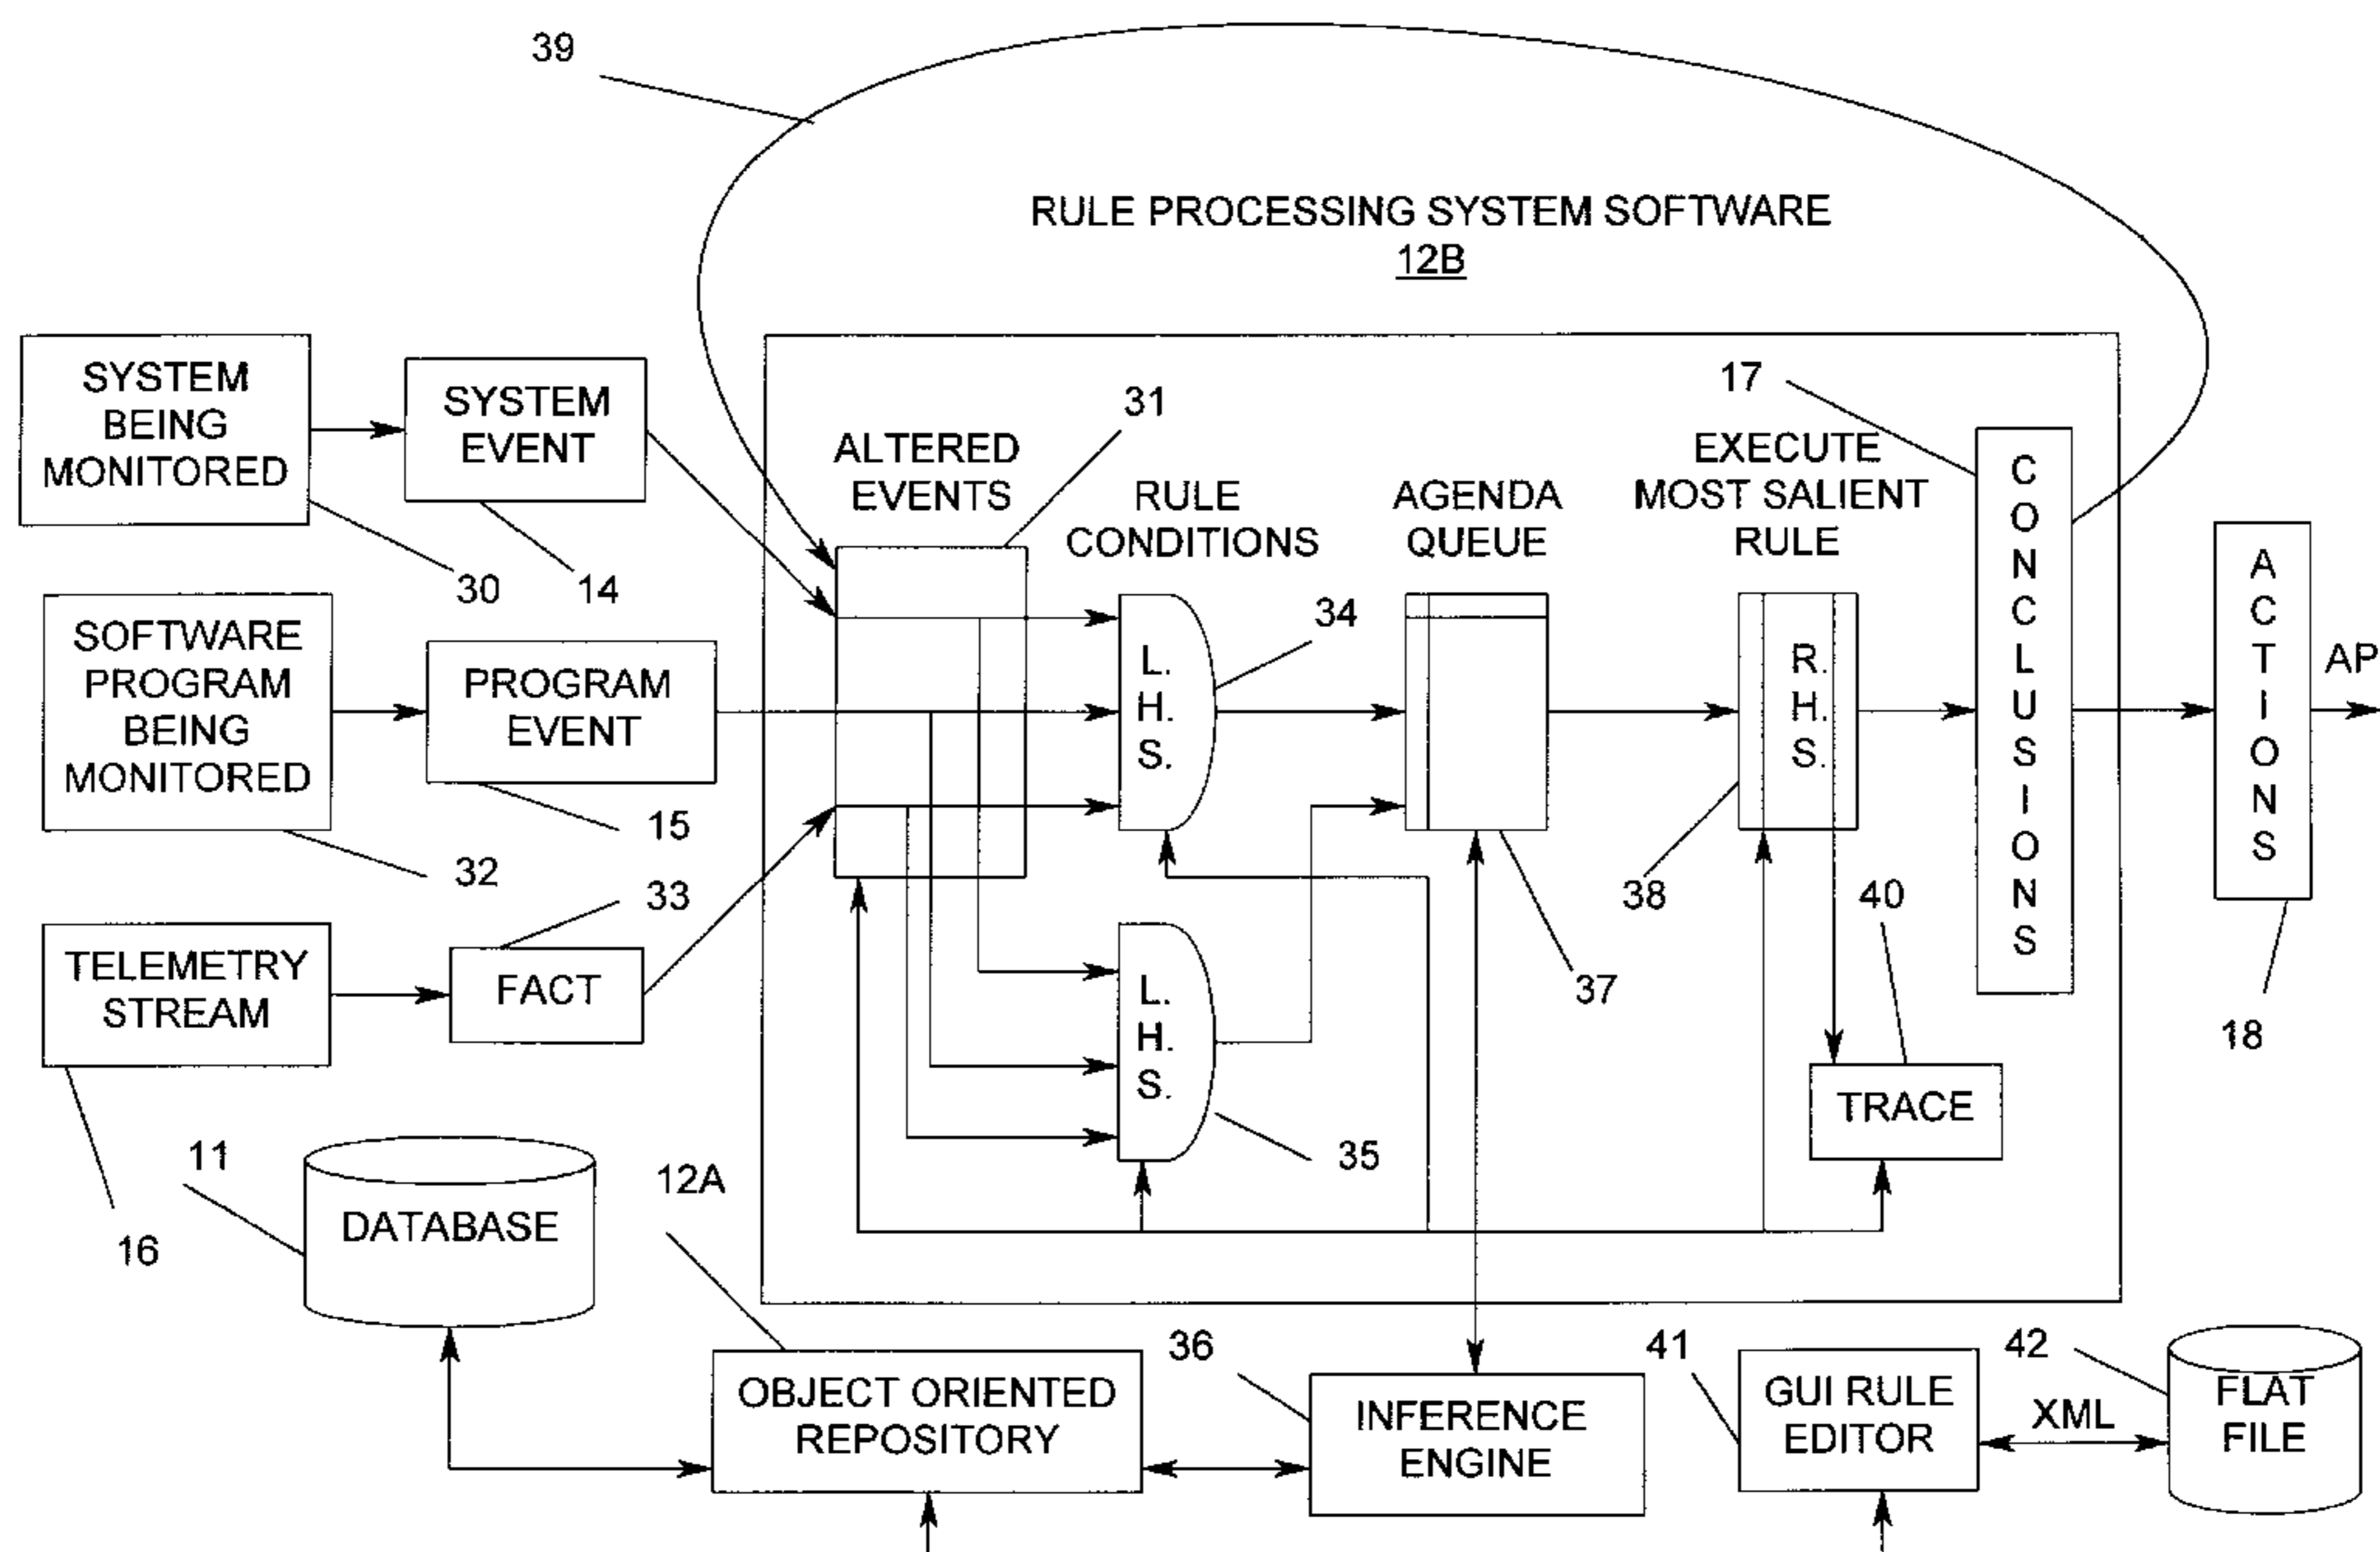 39
RULE PROCESSING SYSTEM SOFTWARE
12B
SYSTEM
BEING
MONITORED
30
SYSTEM
EVENT
14
SOFTWARE
PROGRAM
BEING
MONITORED
32
PROGRAM
EVENT
15
TELEMETRY
STREAM
16
FACT
33
ALTERED
EVENTS
31
RULE
CONDITIONS
L.
H.
S.
34
L.
H.
S.
35
AGENDA
QUEUE
37
EXECUTE
MOST SALIENT
RULE
R.
H.
S.
38
17
CONCLUSIONS
ACTIONS
18
AP
40
TRACE
11
DATABASE
12A
OBJECT ORIENTED
REPOSITORY
36
INFERENCE
ENGINE
41
GUI RULE
EDITOR
XML
42
FLAT
FILE